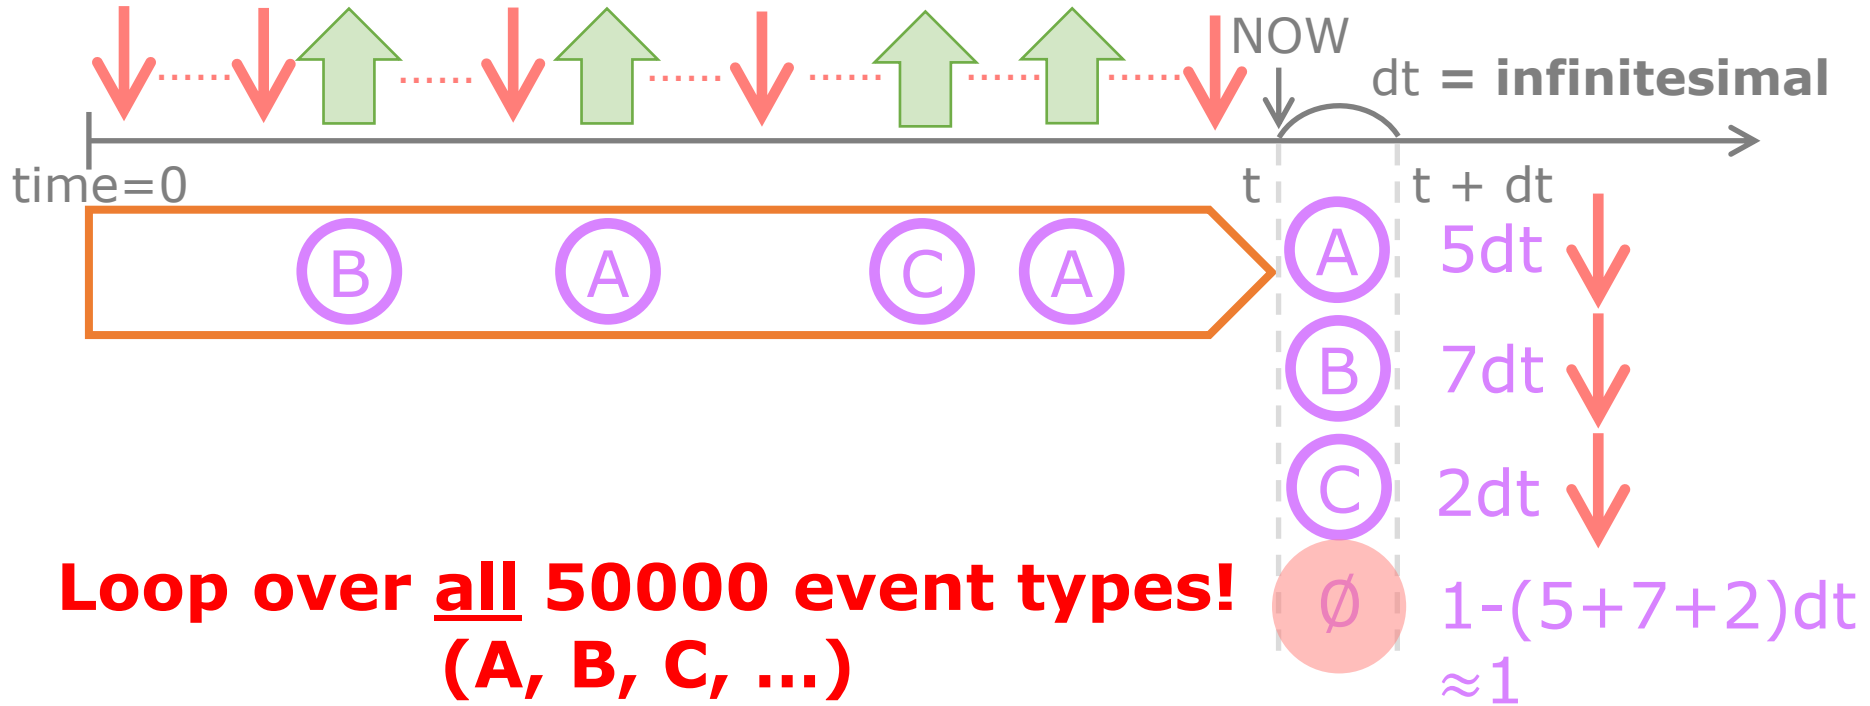 NOW
dt = infinitesimal
time=0
t
t + dt
B A C A
A 5dt
B 7dt
C 2dt
∅ 1-(5+7+2)dt
≈1
Loop over all 50000 event types!
(A, B, C, ...)